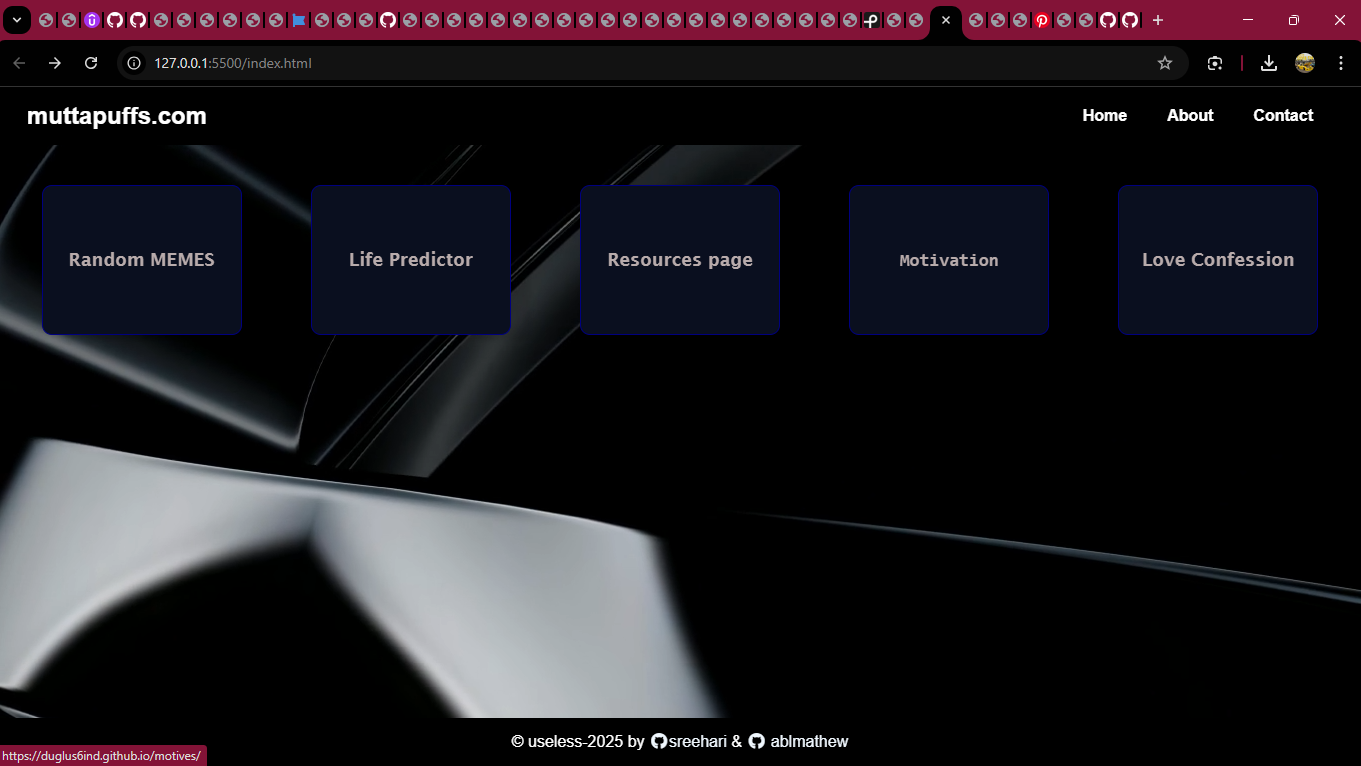 127.0.0.1:5500/index.html
muttapuffs.com
Home About Contact
Random MEMES
Life Predictor
Resources page
Motivation
Love Confession
© useless-2025 by sreehari & ablmathew
https://duglus6ind.github.io/motives/